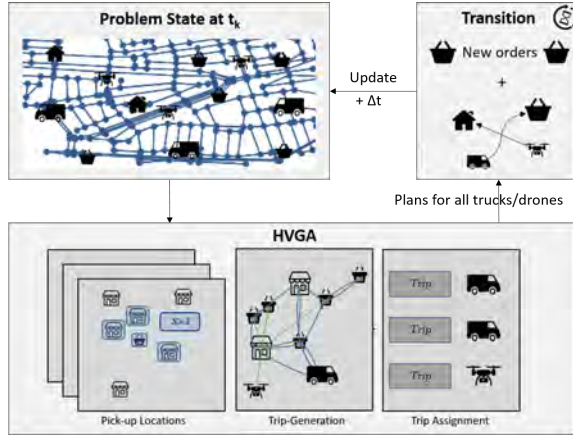 Problem State at tk
Transition
New orders
+
Update
+ Δt
Plans for all trucks/drones
HVGA
Trip
Trip
Trip
Pick-up Locations
Trip-Generation
Trip Assignment